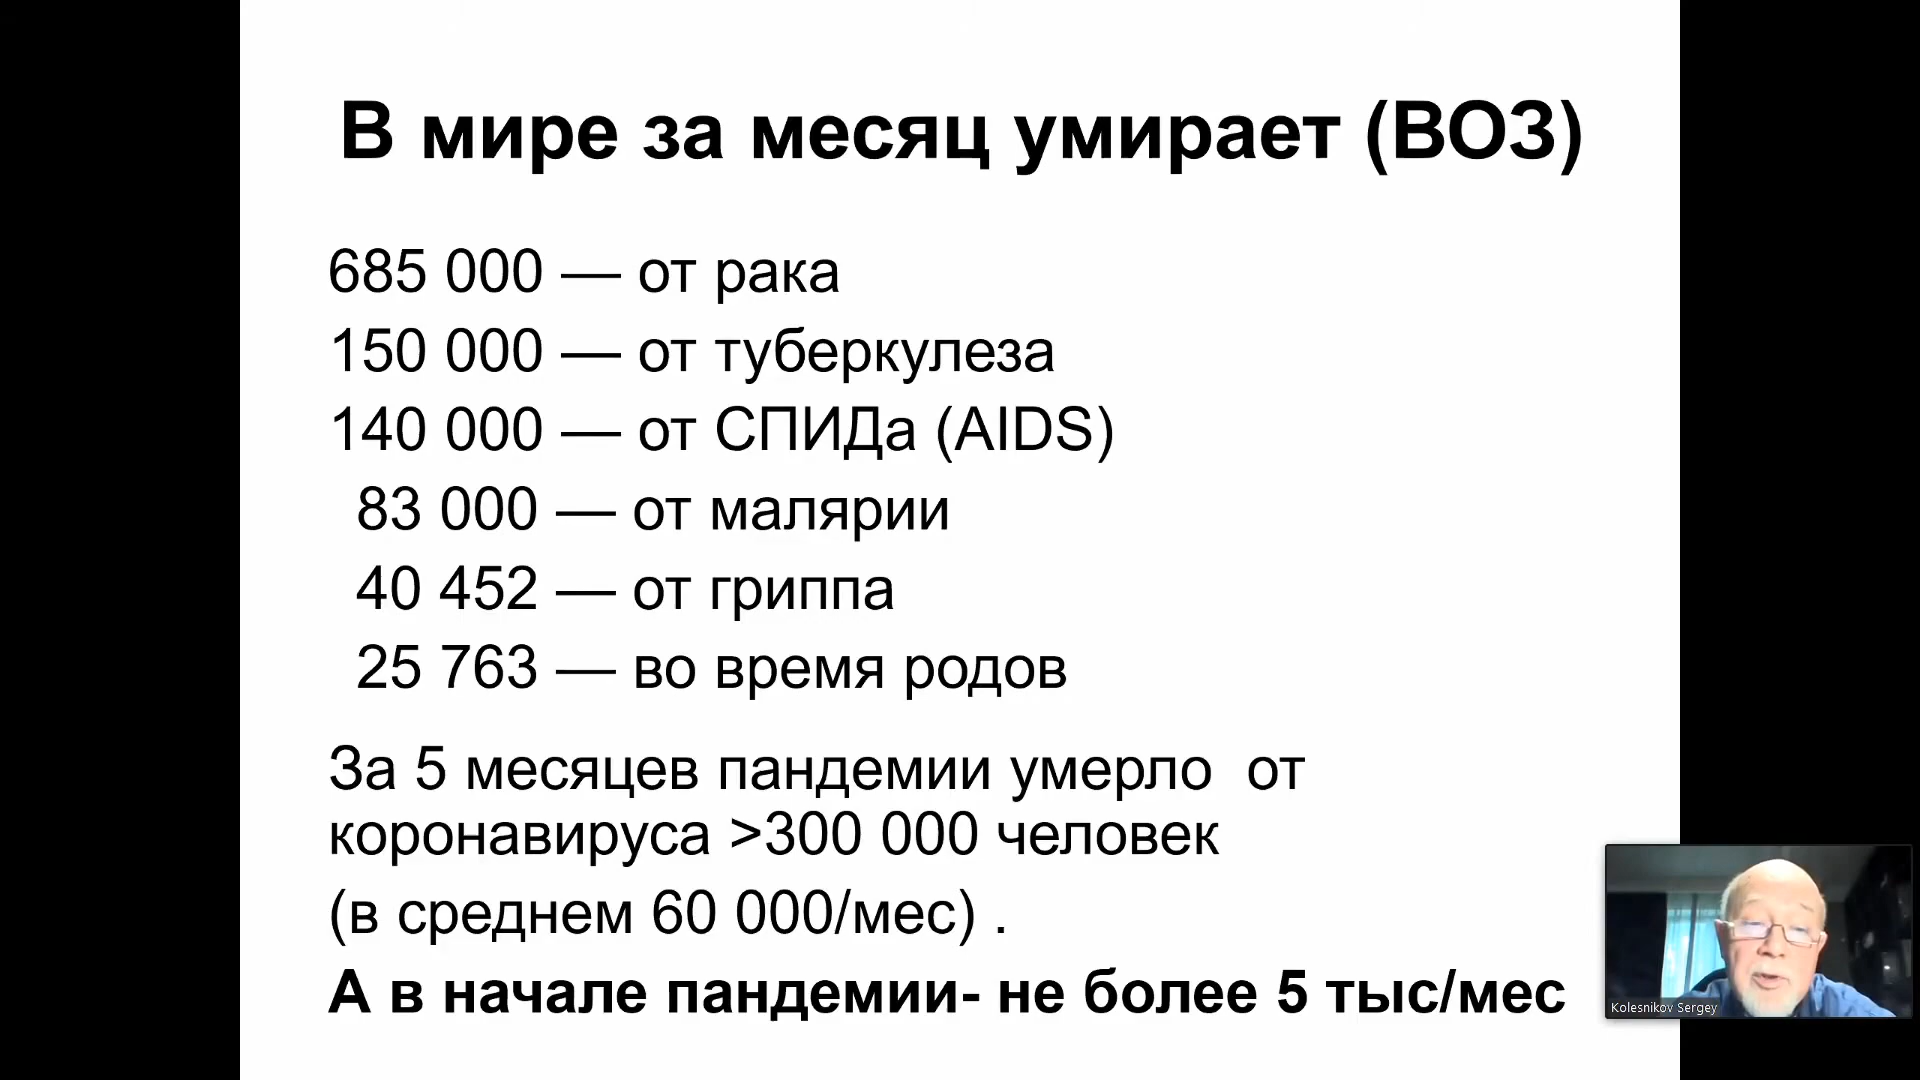 В мире за месяц умирает (ВОЗ)
685 000 — от рака
150 000 — от туберкулеза
140 000 — от СПИДа (AIDS)
83 000 — от малярии
40 452 — от гриппа
25 763 — во время родов
За 5 месяцев пандемии умерло от
коронавируса >300 000 человек
(в среднем 60 000/мес) .
А в начале пандемии- не более 5 тыс/мес
Kolesnikov Sergey